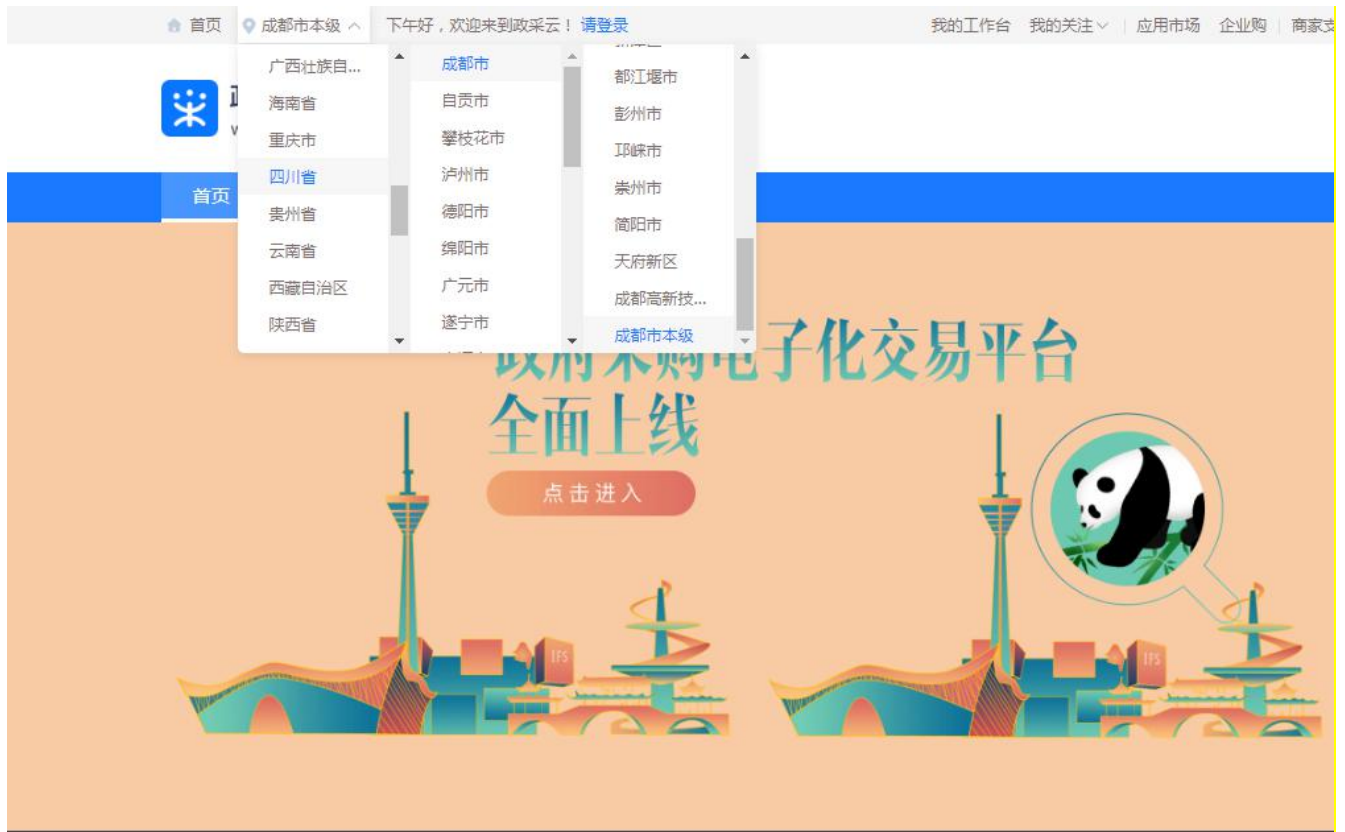 首页 成都市本级 下午好，欢迎来到政采云！ 请登录 我的工作台 我的关注 应用市场 企业购 商家支
广西壮族自...
海南省
重庆市
四川省
贵州省
云南省
西藏自治区
陕西省
成都市
自贡市
攀枝花市
泸州市
德阳市
绵阳市
广元市
遂宁市
都江堰市
彭州市
邛崃市
崇州市
简阳市
天府新区
成都高新技...
成都市本级
首页
政府采购电子化交易平台
全面上线
点击进入
IFS
IFS